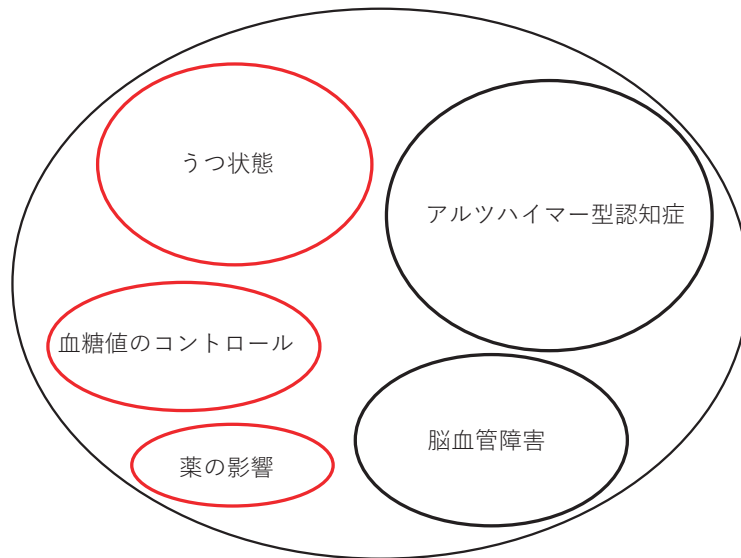 うつ状態
アルツハイマー型認知症
血糖値のコントロール
脳血管障害
薬の影響